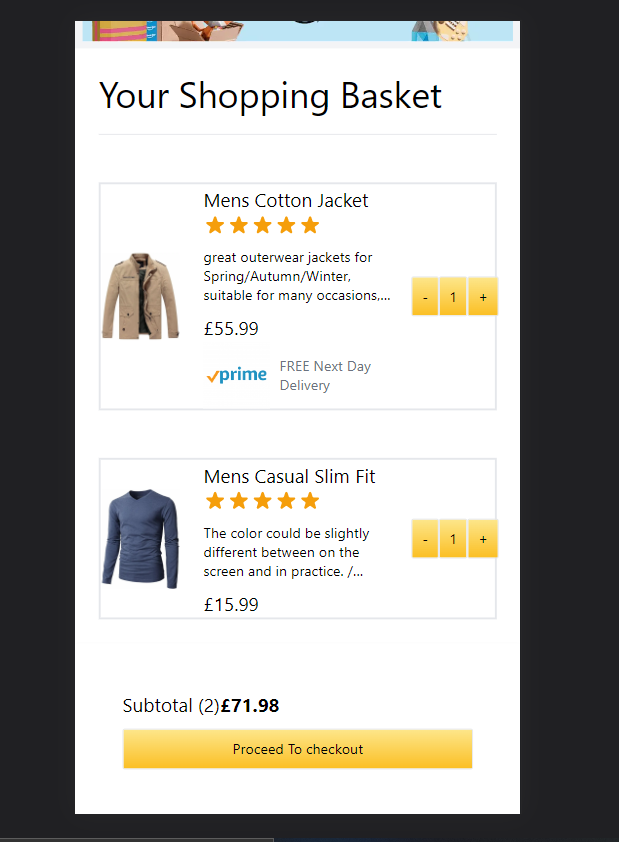 Your Shopping Basket
Mens Cotton Jacket
great outerwear jackets for
Spring/Autumn/Winter,
suitable for many occasions,...
£55.99
- 1 +
prime
FREE Next Day
Delivery
Mens Casual Slim Fit
The color could be slightly
different between on the
screen and in practice. /...
£15.99
- 1 +
Subtotal (2)£71.98
Proceed To checkout